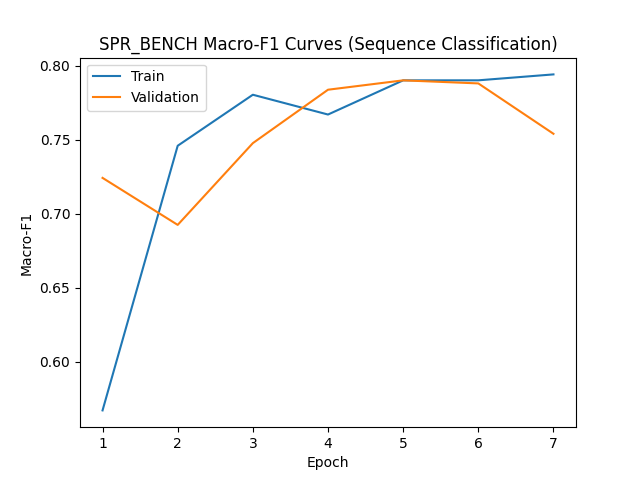 SPR_BENCH Macro-F1 Curves (Sequence Classification)
Train
Validation
0.80
0.75
0.70
0.65
0.60
Macro-F1
1 2 3 4 5 6 7
Epoch